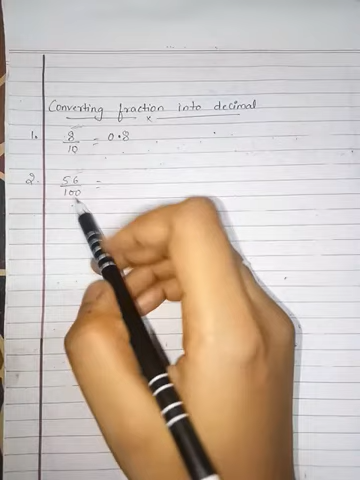 Converting fraction into decimal
x
1. 8/10 = 0.8
2. 56/100 =